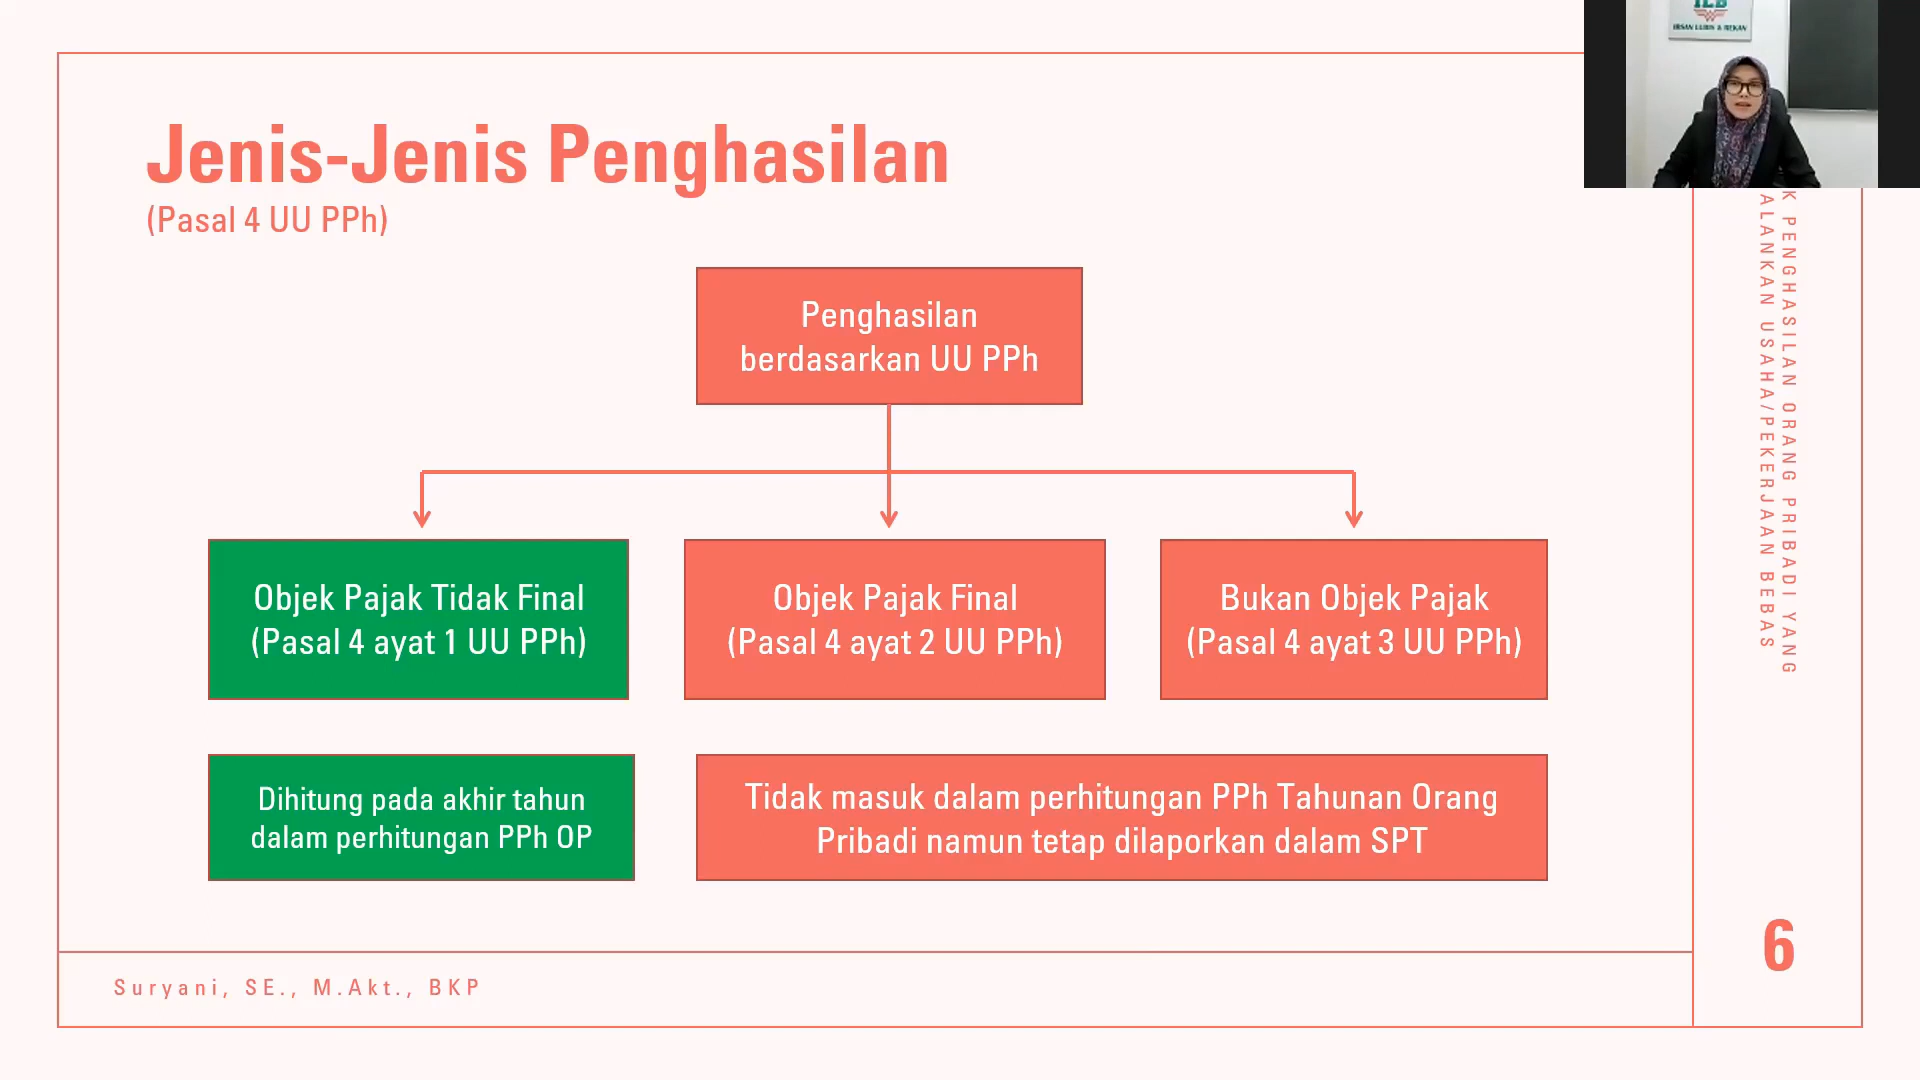 IRSAN LUBIS & REKAN
Jenis-Jenis Penghasilan
(Pasal 4 UU PPh)
Penghasilan
berdasarkan UU PPh
Objek Pajak Tidak Final
(Pasal 4 ayat 1 UU PPh)
Objek Pajak Final
(Pasal 4 ayat 2 UU PPh)
Bukan Objek Pajak
(Pasal 4 ayat 3 UU PPh)
Dihitung pada akhir tahun
dalam perhitungan PPh OP
Tidak masuk dalam perhitungan PPh Tahunan Orang
Pribadi namun tetap dilaporkan dalam SPT
K PENGHASILAN ORANG PRIBADI YANG
ALANKAN USAHA/PEKERJAAN BEBAS
6
Suryani, SE., M.Akt., BKP